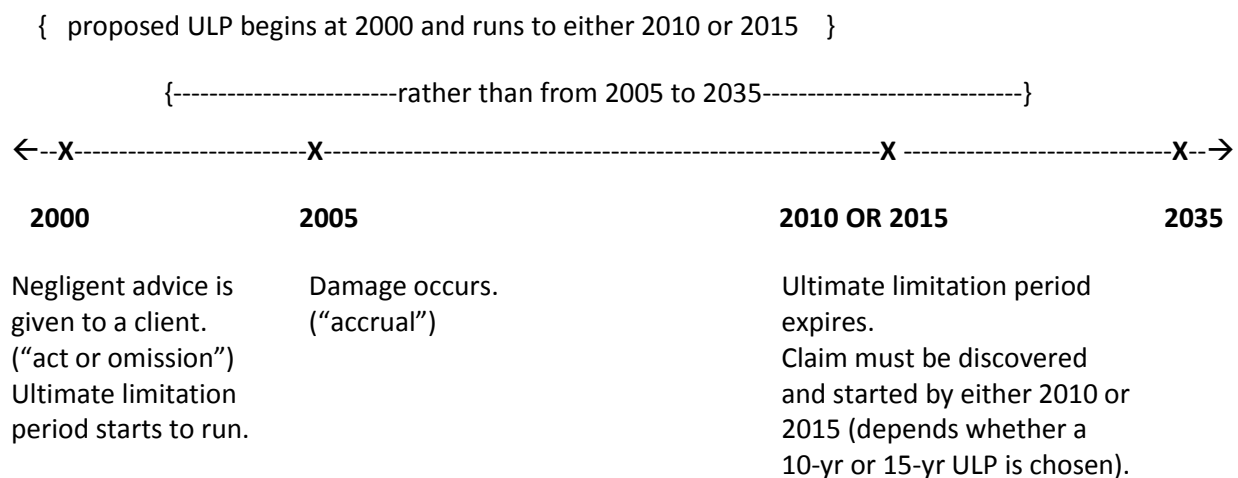 { proposed ULP begins at 2000 and runs to either 2010 or 2015 }
{-------------------------rather than from 2005 to 2035-----------------------------}
←--X--------------------------X---------------------------------------------------------------X ------------------------------X--→
2000 2005 2010 OR 2015 2035
Negligent advice is Damage occurs. Ultimate limitation period
given to a client. (“accrual”) expires.
(“act or omission”) Claim must be discovered
Ultimate limitation and started by either 2010 or
period starts to run. 2015 (depends whether a
10-yr or 15-yr ULP is chosen).